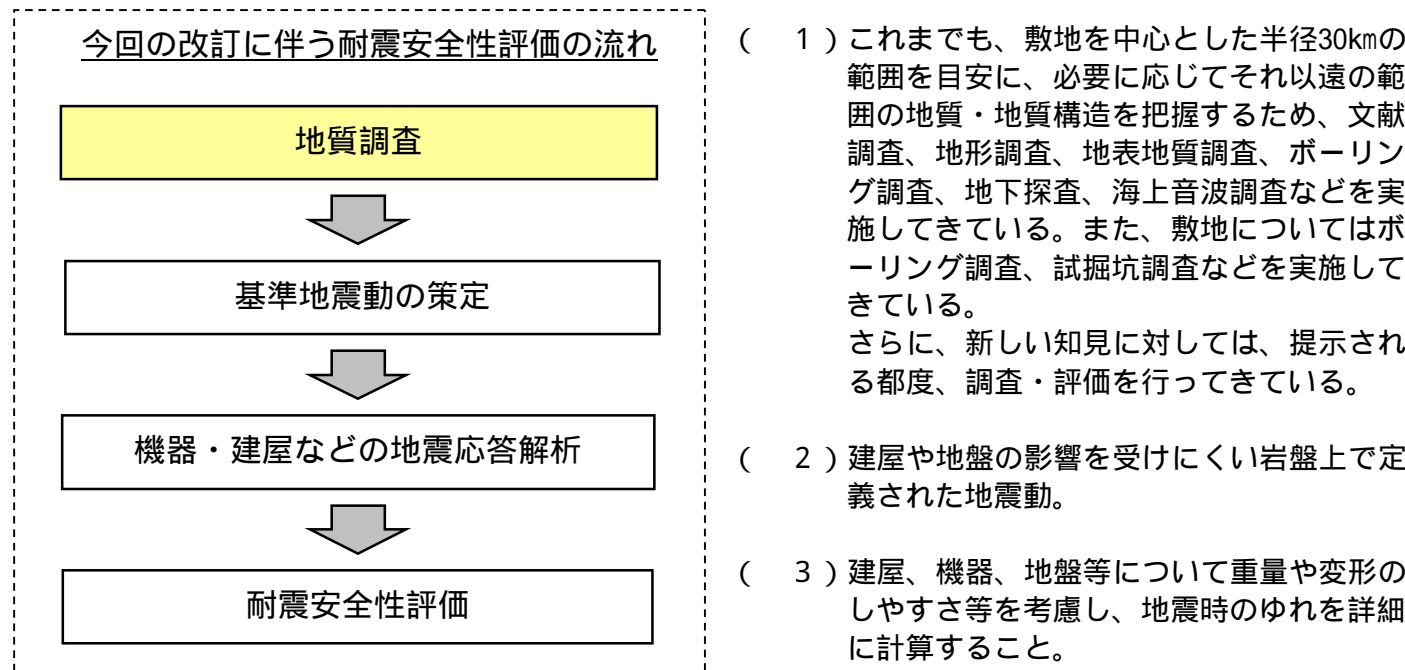 今回の改訂に伴う耐震安全性評価の流れ
地質調査
基準地震動の策定
機器・建屋などの地震応答解析
耐震安全性評価
(　1)これまでも、敷地を中心とした半径30㎞の
範囲を目安に、必要に応じてそれ以遠の範
囲の地質・地質構造を把握するため、文献
調査、地形調査、地表地質調査、ボーリン
グ調査、地下探査、海上音波調査などを実
施してきている。また、敷地についてはボ
ーリング調査、試掘坑調査などを実施して
きている。
さらに、新しい知見に対しては、提示され
る都度、調査・評価を行ってきている。
(　2)建屋や地盤の影響を受けにくい岩盤上で定
義された地震動。
(　3)建屋、機器、地盤等について重量や変形の
しやすさ等を考慮し、地震時のゆれを詳細
に計算すること。